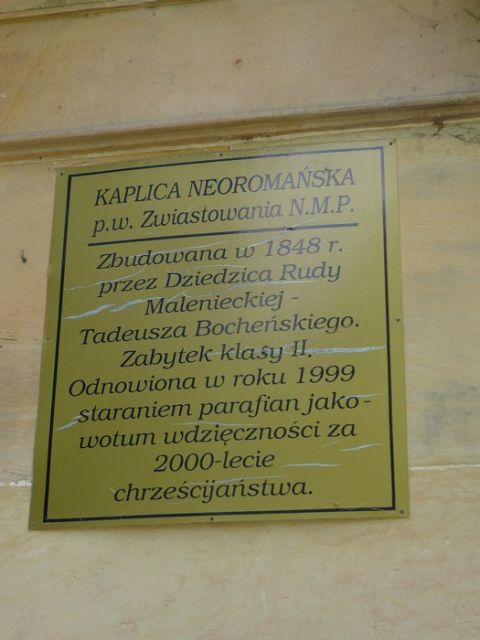 KAPLICA NEOROMAŃSKA
p.w. Zwiastowania N.M.P.
Zbudowana w 1848 r.
przez Dziedzica Rudy
Malenieckiej -
Tadeusza Bocheńskiego.
Zabytek klasy II.
Odnowiona w roku 1999
staraniem parafian jako -
wotum wdzięczności za
2000-lecie
chrześcijaństwa.